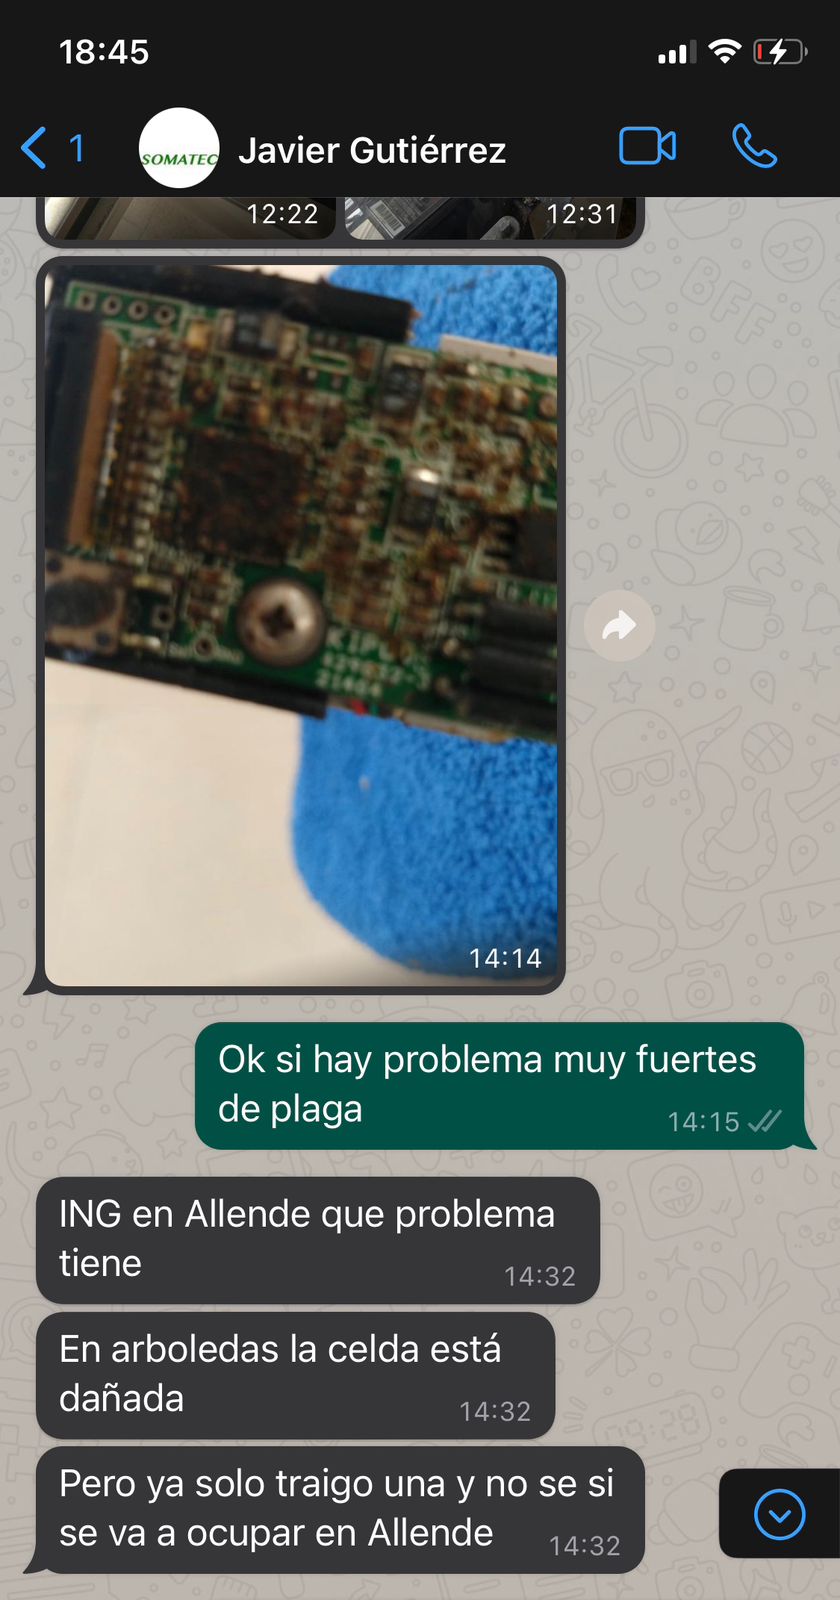 18:45
1
SOMATEC
Javier Gutiérrez
12:22
12:31
14:14
Ok si hay problema muy fuertes
de plaga
14:15
ING en Allende que problema
tiene
14:32
En arboledas la celda está
dañada
14:32
Pero ya solo traigo una y no se si
se va a ocupar en Allende
14:32